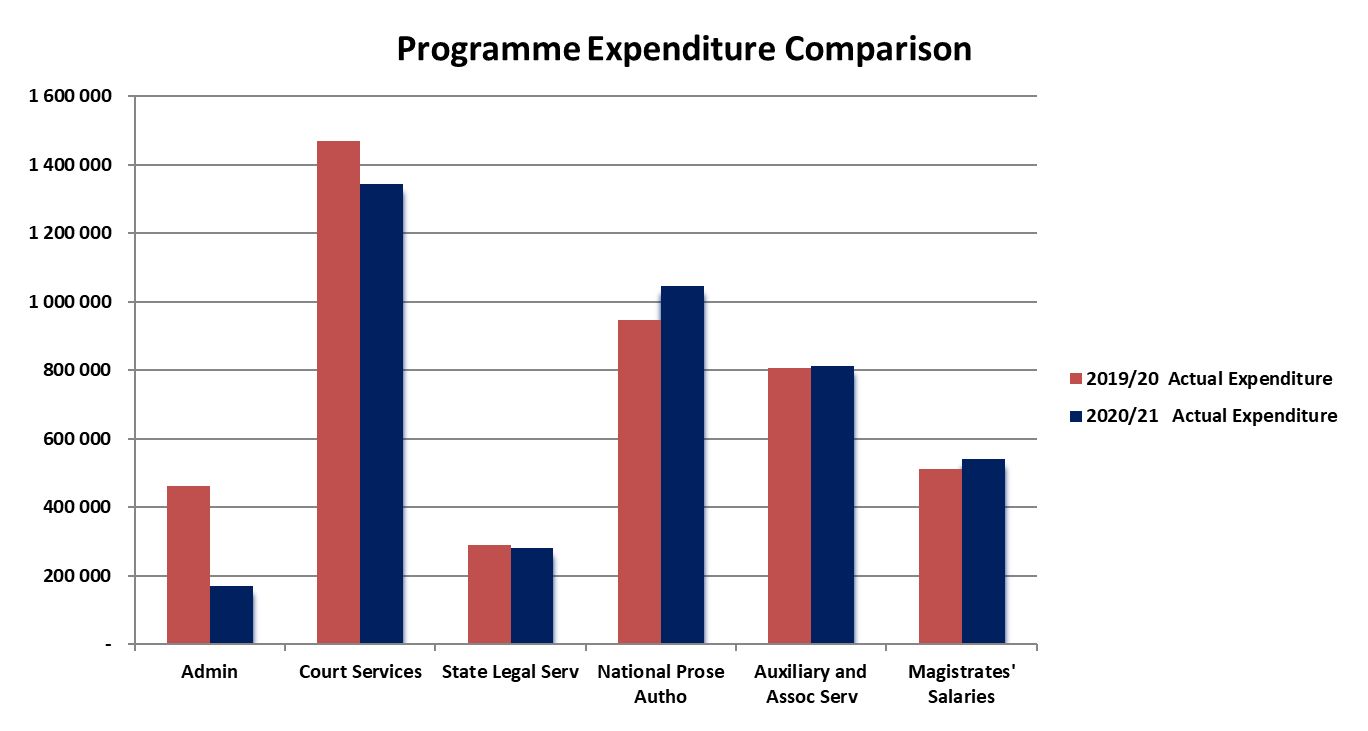 Programme Expenditure Comparison
1 600 000
1 400 000
1 200 000
1 000 000
800 000
600 000
400 000
200 000
-
Admin
Court Services
State Legal Serv
National Prose
Autho
Auxiliary and
Assoc Serv
Magistrates'
Salaries
2019/20 Actual Expenditure
2020/21 Actual Expenditure